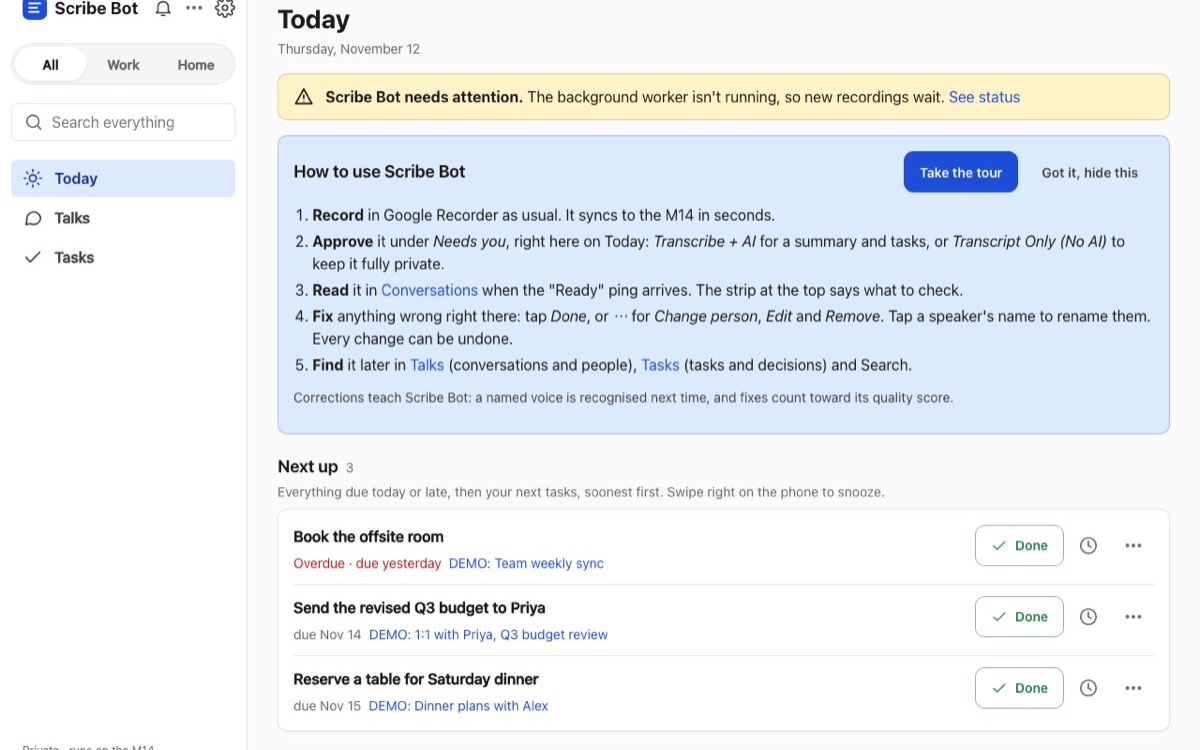 Scribe Bot
All Work Home
Search everything
Today
Talks
Tasks
Private · runs on the M14
Today
Thursday, November 12
Scribe Bot needs attention. The background worker isn't running, so new recordings wait. See status
How to use Scribe Bot
Take the tour
Got it, hide this
1. Record in Google Recorder as usual. It syncs to the M14 in seconds.
2. Approve it under Needs you, right here on Today: Transcribe + AI for a summary and tasks, or Transcript Only (No AI) to
keep it fully private.
3. Read it in Conversations when the "Ready" ping arrives. The strip at the top says what to check.
4. Fix anything wrong right there: tap Done, or ··· for Change person, Edit and Remove. Tap a speaker's name to rename them.
Every change can be undone.
5. Find it later in Talks (conversations and people), Tasks (tasks and decisions) and Search.
Corrections teach Scribe Bot: a named voice is recognised next time, and fixes count toward its quality score.
Next up 3
Everything due today or late, then your next tasks, soonest first. Swipe right on the phone to snooze.
Book the offsite room
Overdue · due yesterday DEMO: Team weekly sync
Done
Send the revised Q3 budget to Priya
due Nov 14 DEMO: 1:1 with Priya, Q3 budget review
Done
Reserve a table for Saturday dinner
due Nov 15 DEMO: Dinner plans with Alex
Done